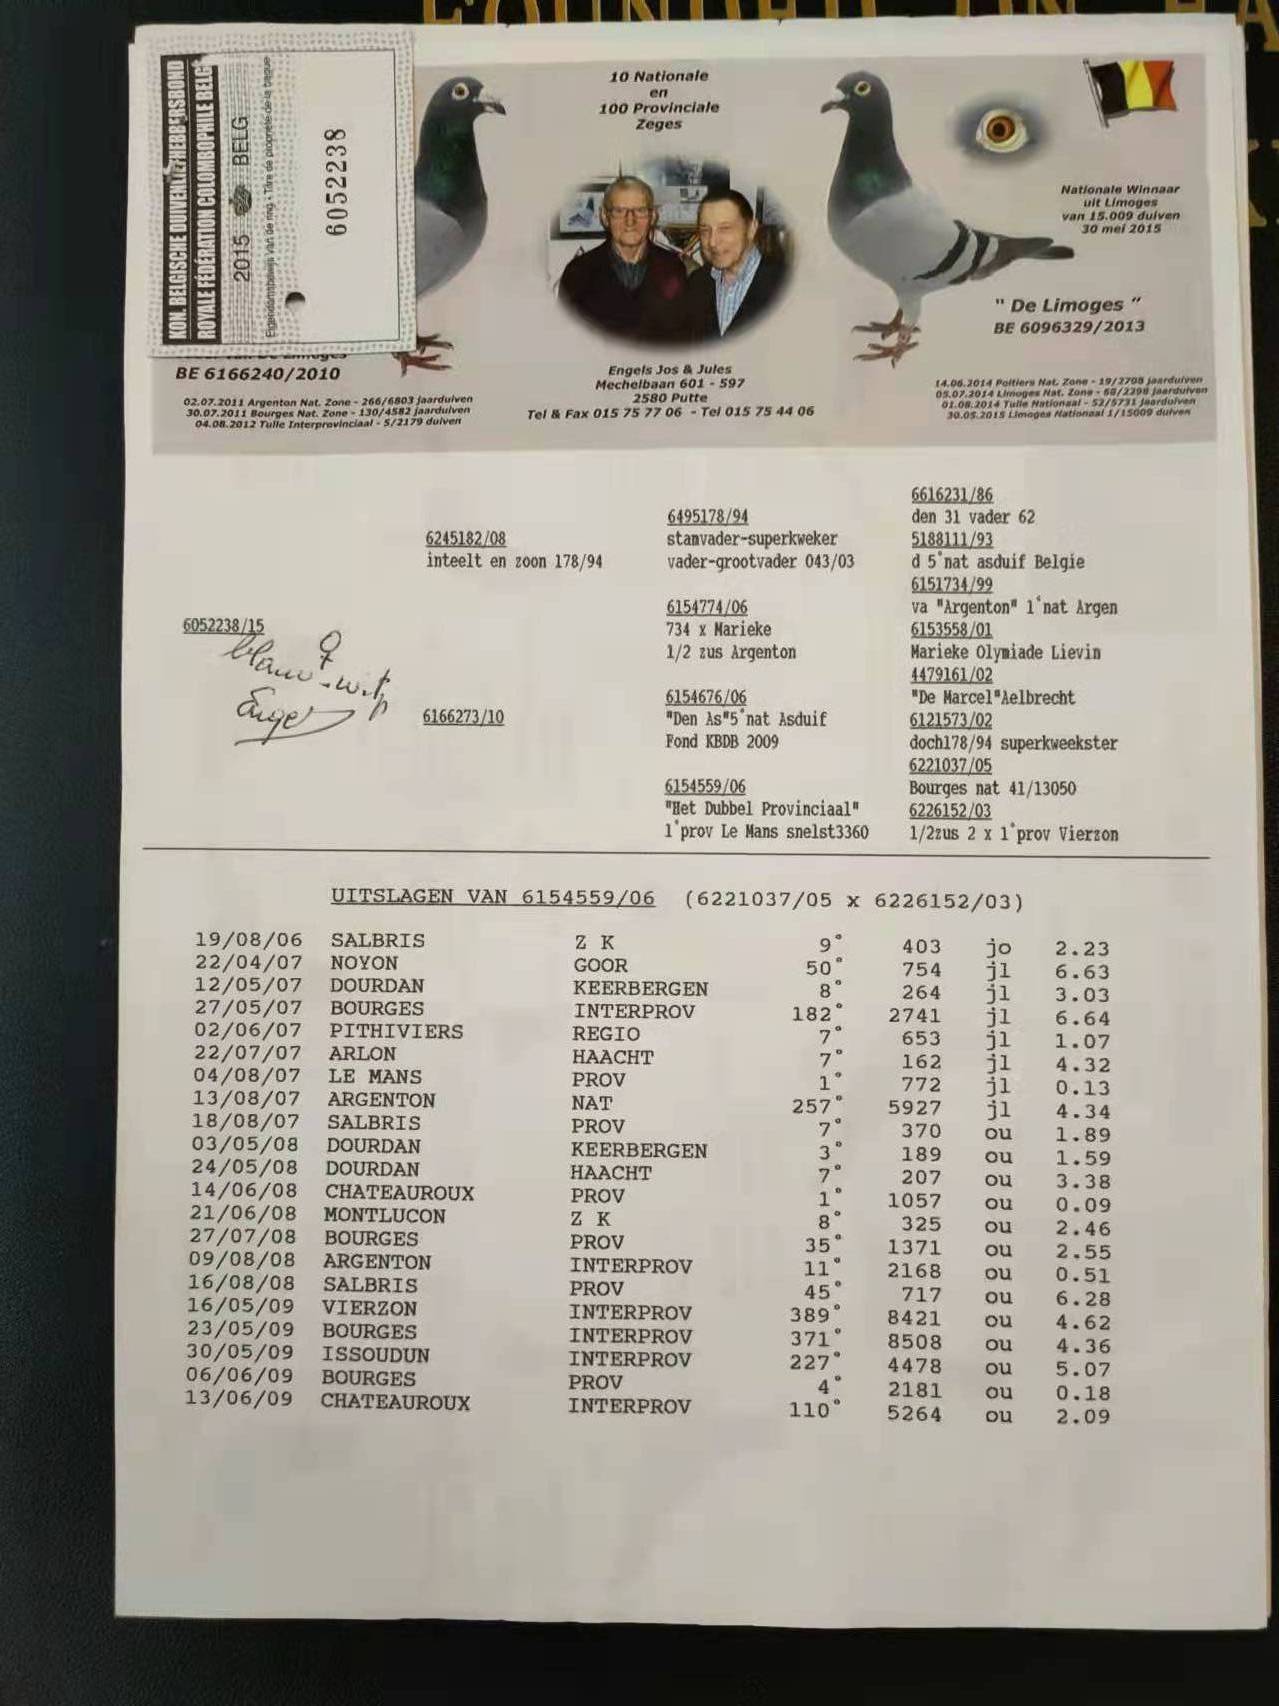 FOUNDED IN
KON. BELGISCHE DUIVENLIEFHEBBERSBOND
ROYALE FÉDÉRATION COLOMBOPHILE BELGE
2015 BELG
Eigendomsbewijs van de ring - Titre de propriété de la bague
6052238
10 Nationale
en
100 Provinciale
Zeges
Nationale Winnaar
uit Limoges
van 15.009 duiven
30 mei 2015
" De Limoges "
BE 6096329/2013
BE 6166240/2010
02.07.2011 Argenton Nat. Zone - 266/6803 jaarduiven
30.07.2011 Bourges Nat. Zone - 130/4582 jaarduiven
04.08.2012 Tulle Interprovinciaal - 5/2179 duiven
Engels Jos & Jules
Mechelbaan 601 - 597
2580 Putte
Tel & Fax 015 75 77 06 - Tel 015 75 44 06
14.06.2014 Poitiers Nat. Zone - 19/2708 jaarduiven
05.07.2014 Limoges Nat. Zone - 68/2398 jaarduiven
01.08.2014 Tulle Nationaal - 52/5731 jaarduiven
30.05.2015 Limoges Nationaal 1/15009 duiven
6052238/15
blauw-wit
Engels
6245182/08
inteelt en zoon 178/94
6166273/10
6495178/94
stamvader-superkweker
vader-grootvader 043/03
6154774/06
734 x Marieke
1/2 zus Argenton
6154676/06
"Den As"5°nat Asduif
Fond KBDB 2009
6154559/06
"Het Dubbel Provinciaal"
1°prov Le Mans snelst3360
6616231/86
den 31 vader 62
5188111/93
d 5°nat asduif Belgie
6151734/99
va "Argenton" 1°nat Argen
6153558/01
Marieke Olymiade Lievin
4479161/02
"De Marcel"Aelbrecht
6121573/02
doch178/94 superkweekster
6221037/05
Bourges nat 41/13050
6226152/03
1/2zus 2 x 1°prov Vierzon
UITSLAGEN VAN 6154559/06 (6221037/05 x 6226152/03)
19/08/06 SALBRIS Z K 9° 403 jo 2.23
22/04/07 NOYON GOOR 50° 754 jl 6.63
12/05/07 DOURDAN KEERBERGEN 8° 264 jl 3.03
27/05/07 BOURGES INTERPROV 182° 2741 jl 6.64
02/06/07 PITHIVIERS REGIO 7° 653 jl 1.07
22/07/07 ARLON HAACHT 7° 162 jl 4.32
04/08/07 LE MANS PROV 1° 772 jl 0.13
13/08/07 ARGENTON NAT 257° 5927 jl 4.34
18/08/07 SALBRIS PROV 7° 370 ou 1.89
03/05/08 DOURDAN KEERBERGEN 3° 189 ou 1.59
24/05/08 DOURDAN HAACHT 7° 207 ou 3.38
14/06/08 CHATEAUROUX PROV 1° 1057 ou 0.09
21/06/08 MONTLUCON Z K 8° 325 ou 2.46
27/07/08 BOURGES PROV 35° 1371 ou 2.55
09/08/08 ARGENTON INTERPROV 11° 2168 ou 0.51
16/08/08 SALBRIS PROV 45° 717 ou 6.28
16/05/09 VIERZON INTERPROV 389° 8421 ou 4.62
23/05/09 BOURGES INTERPROV 371° 8508 ou 4.36
30/05/09 ISSOUDUN INTERPROV 227° 4478 ou 5.07
06/06/09 BOURGES PROV 4° 2181 ou 0.18
13/06/09 CHATEAUROUX INTERPROV 110° 5264 ou 2.09